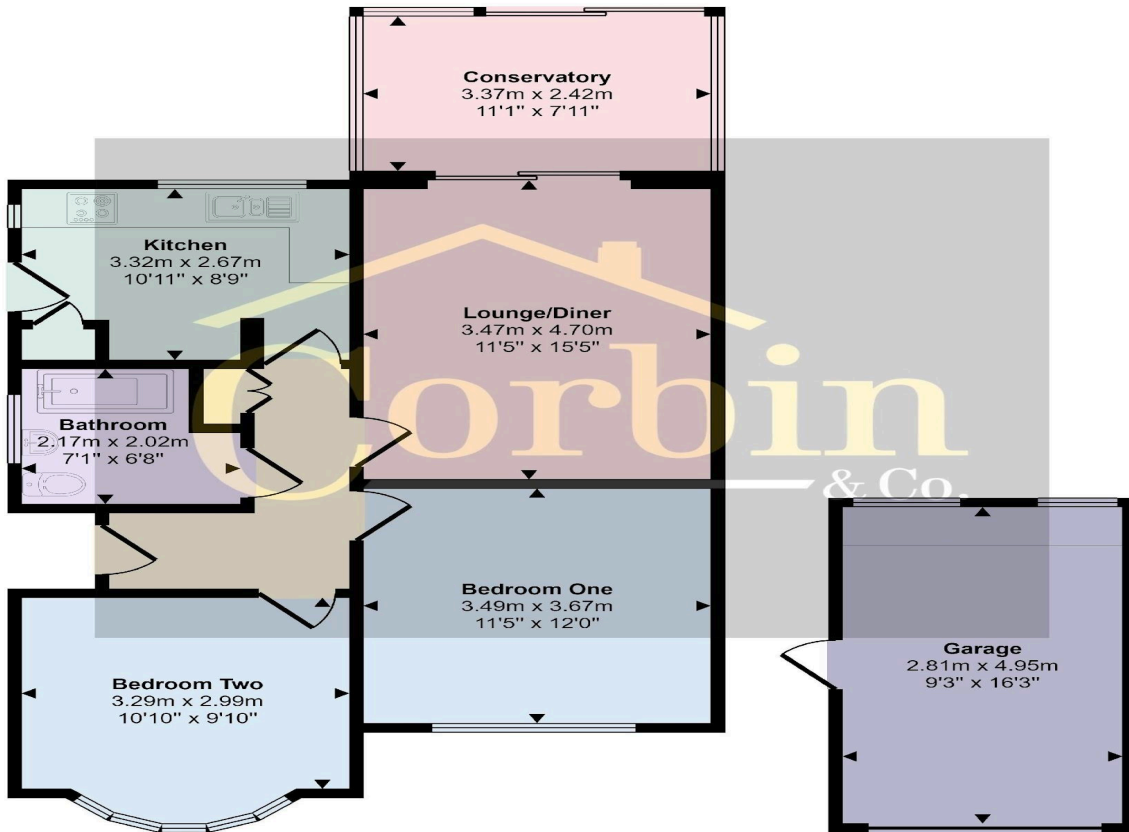 Conservatory
3.37m x 2.42m
11'1" x 7'11"
Kitchen
3.32m x 2.67m
10'11" x 8'9"
Lounge/Diner
3.47m x 4.70m
11'5" x 15'5"
Corbin
& Co.
Bathroom
2.17m x 2.02m
7'1" x 6'8"
Bedroom One
3.49m x 3.67m
11'5" x 12'0"
Bedroom Two
3.29m x 2.99m
10'10" x 9'10"
Garage
2.81m x 4.95m
9'3" x 16'3"